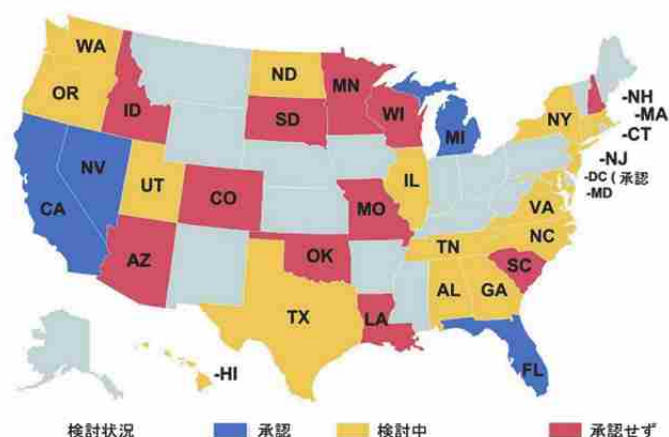 WA
ND
MN
OR
ID
SD
WI
MI
NY
-NH
-MA
-CT
NV
UT
CO
IL
-NJ
-DC ( 承認
-MD
CA
MO
VA
AZ
OK
TN
NC
SC
TX
LA
AL
GA
-HI
FL
検討状況 承認 検討中 承認せず